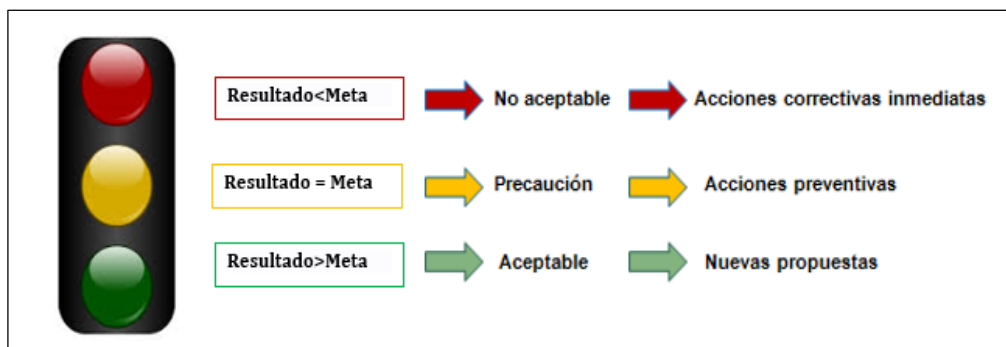 Resultado<Meta No aceptable Acciones correctivas inmediatas
Resultado = Meta Precaución Acciones preventivas
Resultado>Meta Aceptable Nuevas propuestas